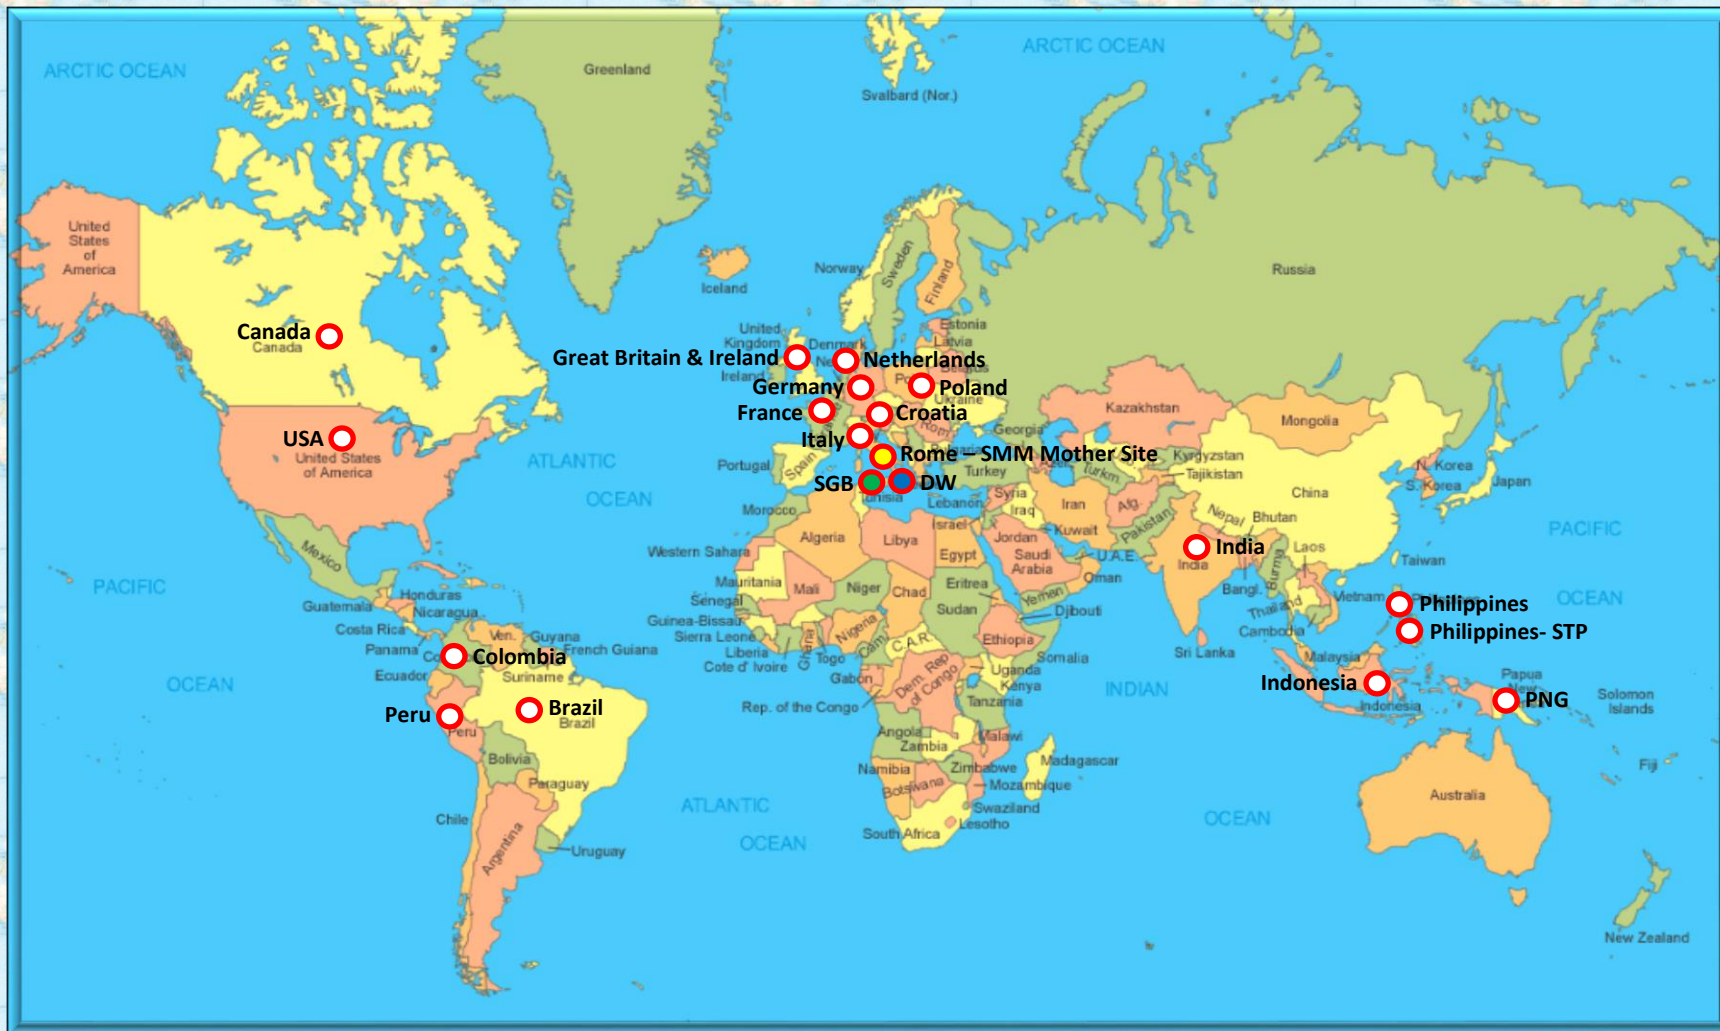 ARCTIC OCEAN
ARCTIC OCEAN
Greenland
Svalbard (Nor.)
United
States
of
America
Norway
Sweden
Finland
Russia
Iceland
Canada
Canada
United
Kingdom
Denmark
Estonia
Latvia
Great Britain & Ireland
Netherlands
Ireland
Germany
Poland
Ukraine
France
Croatia
Kazakhstan
Mongolia
USA
United States
of America
Italy
Georgia
Rome – SMM Mother Site
Kyrgyzstan
ATLANTIC
OCEAN
Portugal
Spain
Turkey
Turkm.
Tajikistan
N. Korea
S. Korea
Japan
SGB
DW
Tunisia
Syria
Lebanon
Iraq
Iran
Afg.
China
Morocco
Israel
Jordan
Kuwait
Pakistan
Nepal
Bhutan
PACIFIC
OCEAN
Algeria
Libya
Egypt
Saudi
Arabia
U.A.E.
Oman
India
India
Bangl.
Burma
Laos
Taiwan
Mexico
Western Sahara
PACIFIC
OCEAN
Mauritania
Mali
Niger
Chad
Eritrea
Yemen
Sudan
Djibouti
Thailand
Vietnam
Philippines
Philippines- STP
Honduras
Guatemala
Nicaragua
Costa Rica
Panama
Senegal
Guinea-Bissau
Sierra Leone
Liberia
Cote d' Ivoire
Ghana
Togo
Nigeria
Cam.
C.A.R.
Ethiopia
Somalia
Sri Lanka
Cambodia
Malaysia
Ven.
Guyana
French Guiana
Suriname
Colombia
Ecuador
Gabon
Rep. of the Congo
Dem. Rep
of Congo
Uganda
Kenya
Tanzania
INDIAN
OCEAN
Indonesia
Indonesia
Papua
New
PNG
Solomon
Islands
Peru
Peru
Brazil
Brazil
Angola
Zambia
Malawi
Bolivia
Namibia
Botswana
Zimbabwe
Mozambique
Madagascar
Fiji
Paraguay
Chile
Argentina
Uruguay
ATLANTIC
OCEAN
South Africa
Swaziland
Lesotho
Australia
New Zealand